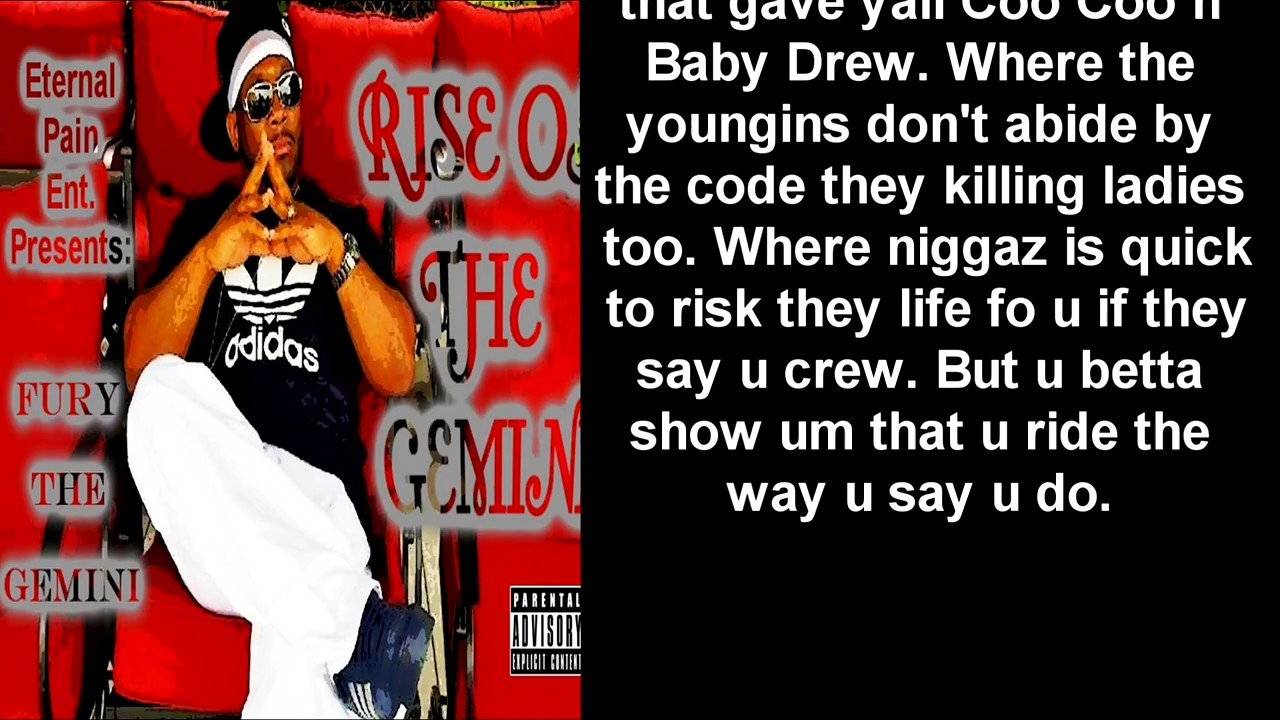 Eternal
Pain
Ent.
Presents:
FURY
THE
GEMINI
RISE OF
THE
GEMINI
adidas
PARENTAL
ADVISORY
EXPLICIT CONTENT
that gave yall Coo Coo n
Baby Drew. Where the
youngins don't abide by
the code they killing ladies
too. Where niggaz is quick
to risk they life fo u if they
say u crew. But u betta
show um that u ride the
way u say u do.